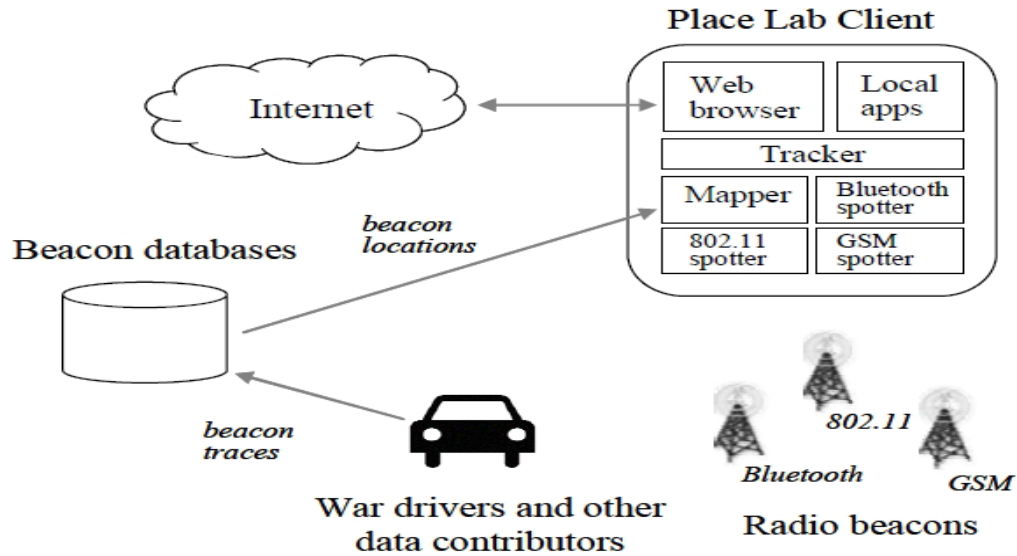 Place Lab Client
Internet
Web
browser
Local
apps
Tracker
Mapper
Bluetooth
spotter
802.11
spotter
GSM
spotter
beacon
locations
Beacon databases
beacon
traces
War drivers and other
data contributors
802.11
Bluetooth
GSM
Radio beacons